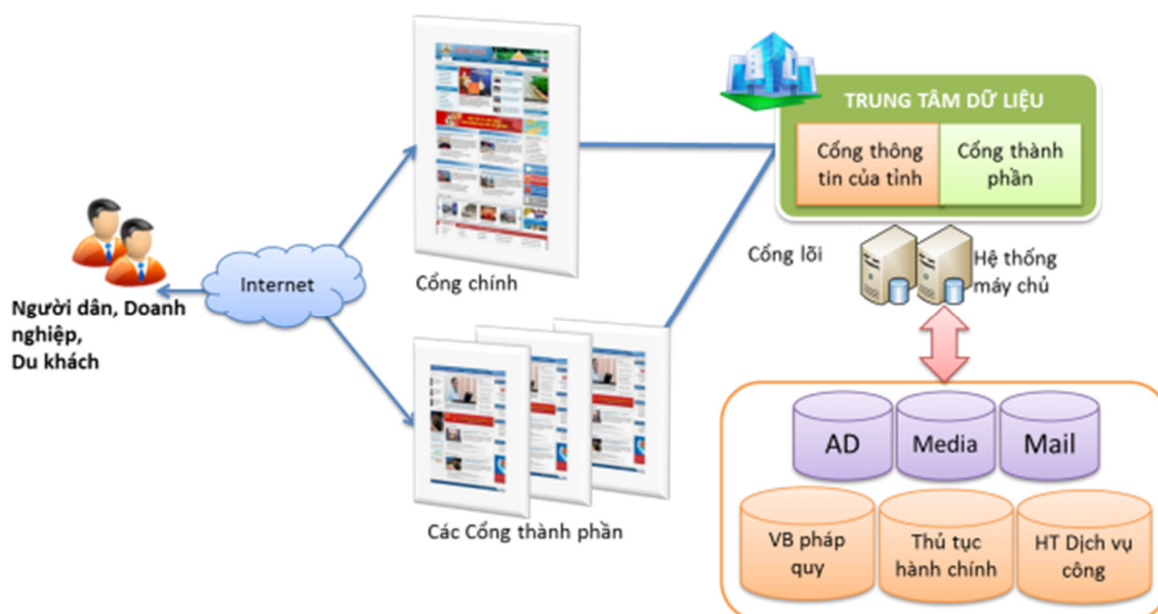 TRUNG TÂM DỮ LIỆU
Cổng thông
tin của tỉnh
Cổng thành
phần
Internet
Cổng chính
Cổng lõi
Hệ thống
máy chủ
Người dân, Doanh
nghiệp,
Du khách
AD
Media
Mail
Các Cổng thành phần
VB pháp
quy
Thủ tục
hành chính
HT Dịch vụ
công